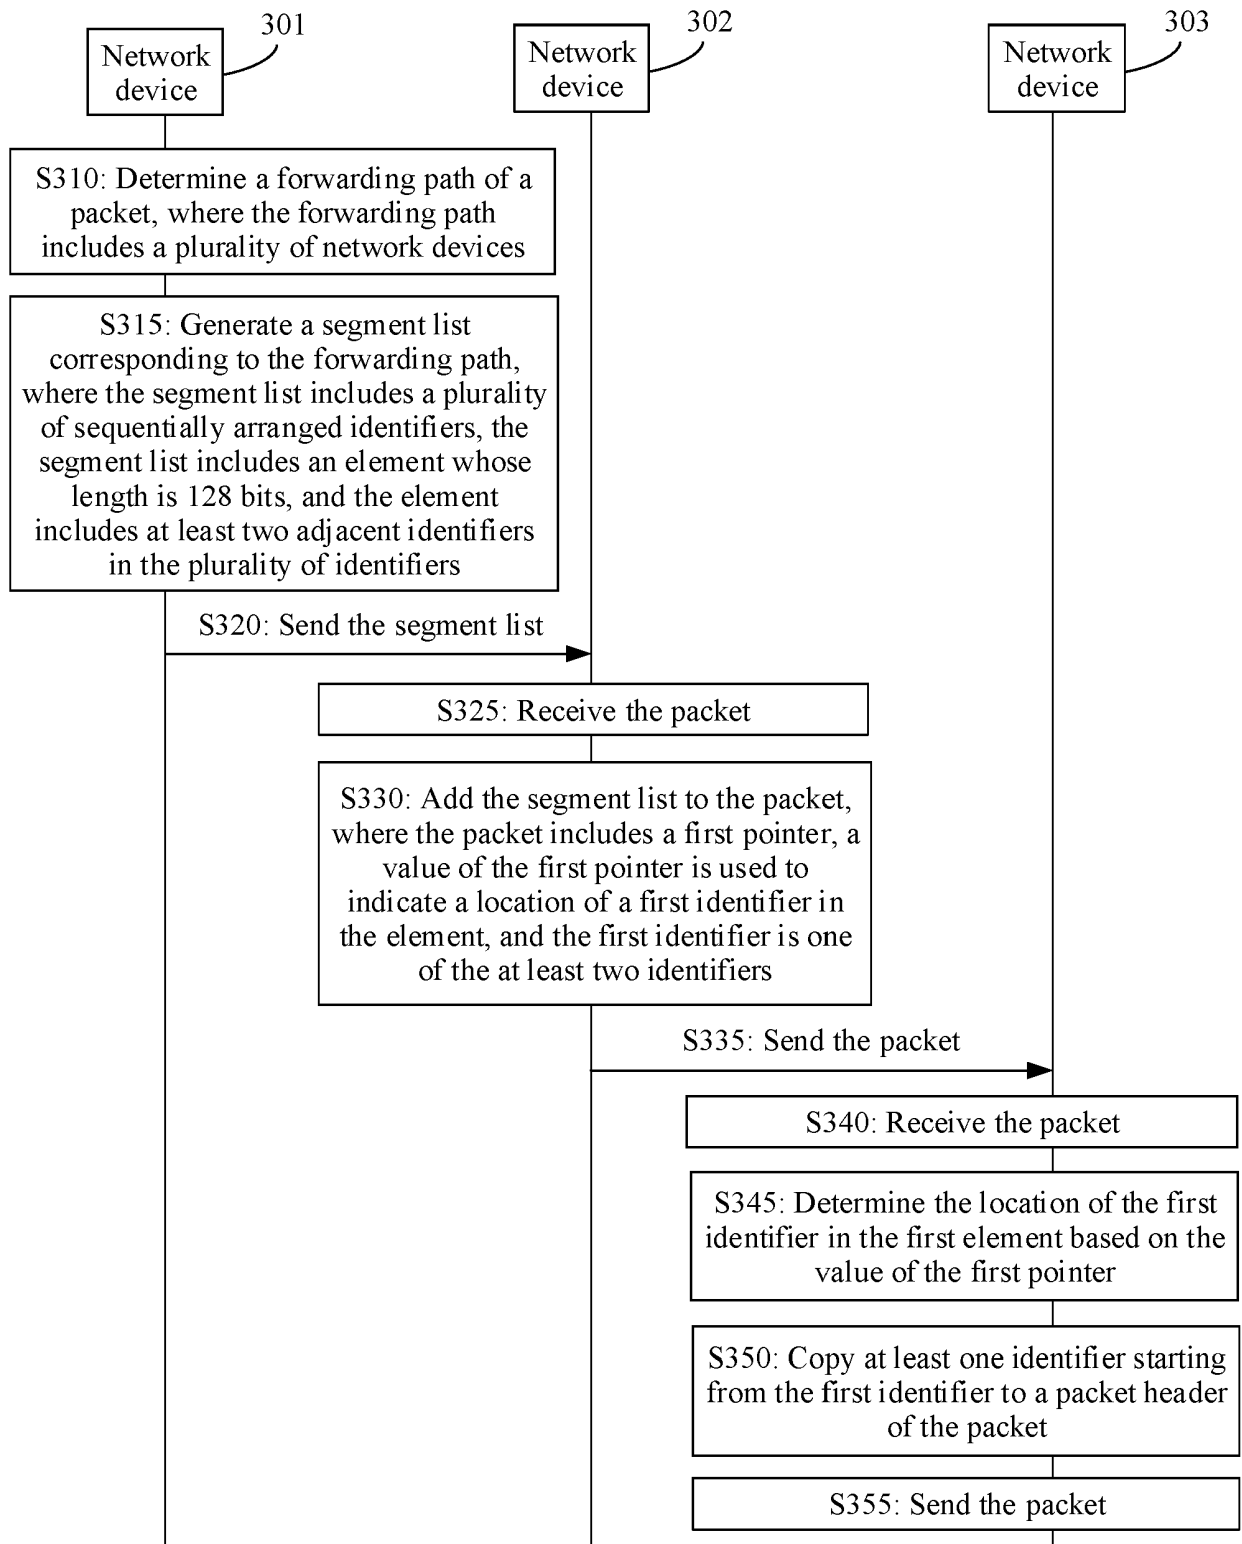 301
302
303
Network
device
Network
device
Network
device
S310: Determine a forwarding path of a
packet, where the forwarding path
includes a plurality of network devices
S315: Generate a segment list
corresponding to the forwarding path,
where the segment list includes a plurality
of sequentially arranged identifiers, the
segment list includes an element whose
length is 128 bits, and the element
includes at least two adjacent identifiers
in the plurality of identifiers
S320: Send the segment list
S325: Receive the packet
S330: Add the segment list to the packet,
where the packet includes a first pointer, a
value of the first pointer is used to
indicate a location of a first identifier in
the element, and the first identifier is one
of the at least two identifiers
S335: Send the packet
S340: Receive the packet
S345: Determine the location of the first
identifier in the first element based on the
value of the first pointer
S350: Copy at least one identifier starting
from the first identifier to a packet header
of the packet
S355: Send the packet